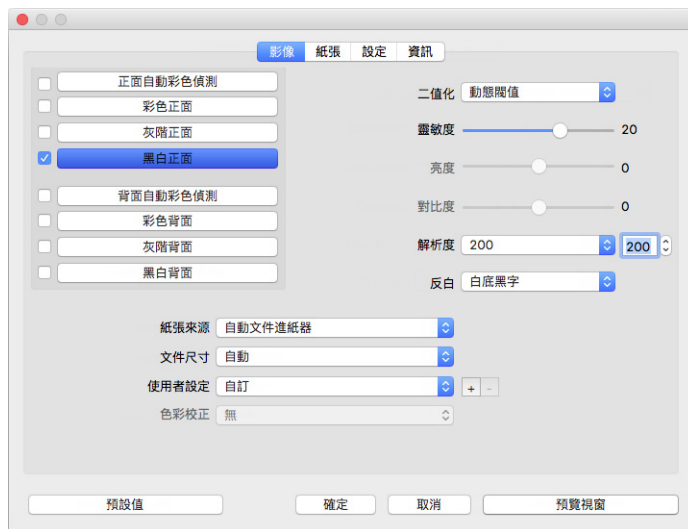 影像 紙張 設定 資訊
正面自動彩色偵測
彩色正面
灰階正面
黑白正面
背面自動彩色偵測
彩色背面
灰階背面
黑白背面
二值化 動態閥值
靈敏度 20
亮度 0
對比度 0
解析度 200 200
反白 白底黑字
紙張來源 自動文件進紙器
文件尺寸 自動
使用者設定 自訂 + -
色彩校正 無
預設值 確定 取消 預覽視窗